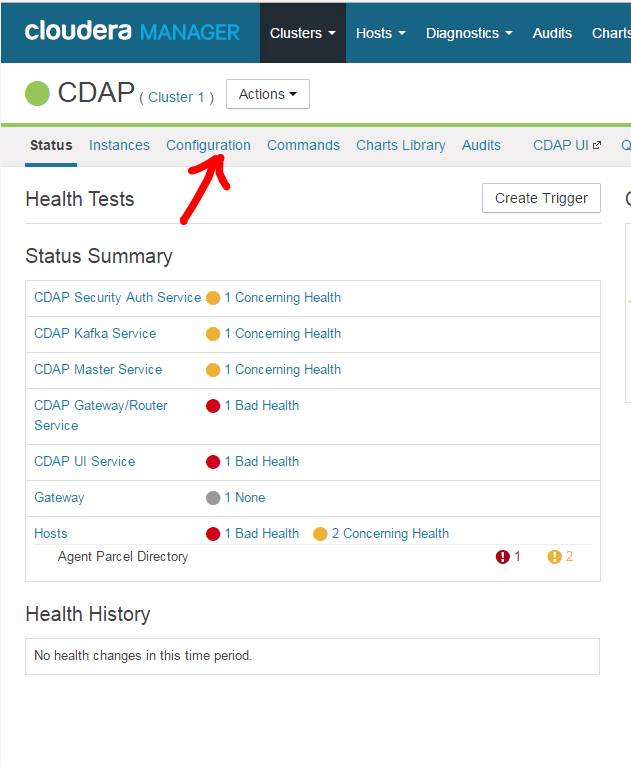 cloudera MANAGER Clusters Hosts Diagnostics Audits Charts
CDAP ( Cluster 1 ) Actions
Status Instances Configuration Commands Charts Library Audits CDAP UI Q
Health Tests Create Trigger
Status Summary
CDAP Security Auth Service 1 Concerning Health
CDAP Kafka Service 1 Concerning Health
CDAP Master Service 1 Concerning Health
CDAP Gateway/Router 1 Bad Health
Service
CDAP UI Service 1 Bad Health
Gateway 1 None
Hosts 1 Bad Health 2 Concerning Health
Agent Parcel Directory 1 2
Health History
No health changes in this time period.